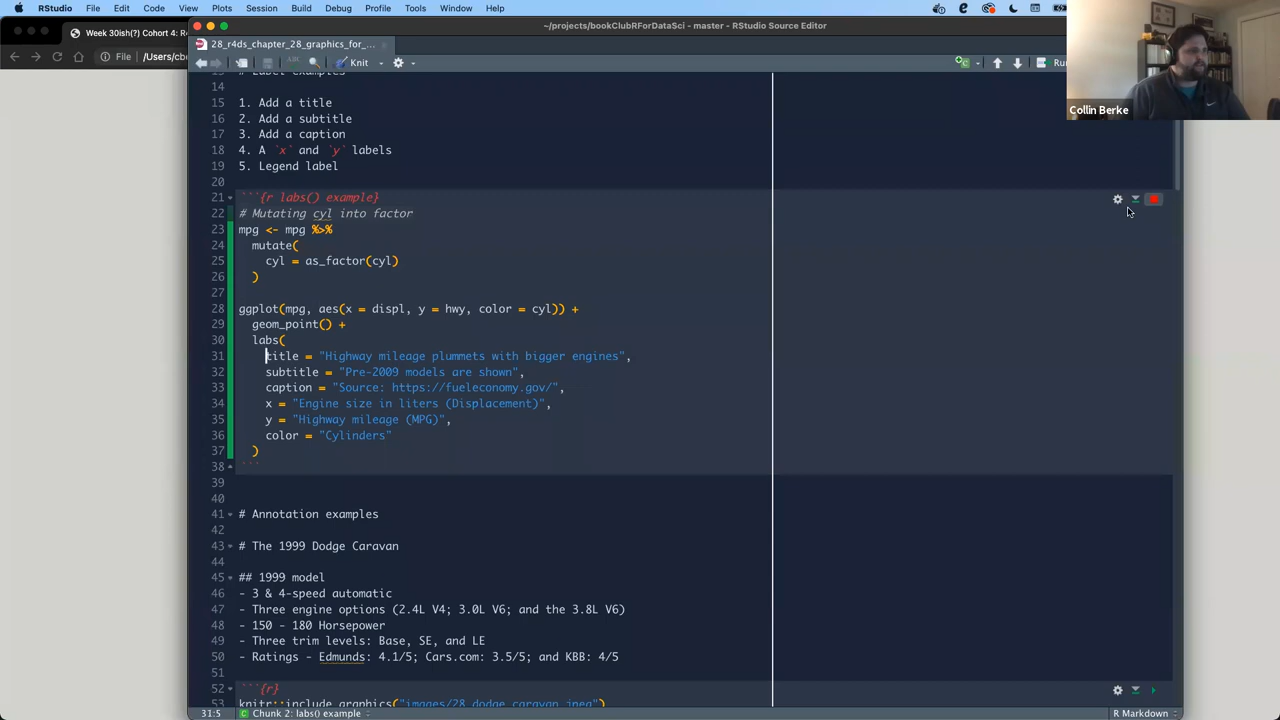 RStudio File Edit Code View Plots Session Build Debug Profile Tools Window Help
Week 30ish(?) Cohort 4:
File /Users/cb
~/projects/bookClubRForDataSci - master - RStudio Source Editor
28_r4ds_chapter_28_graphics_for_...
Knit
Ru
Collin Berke
13 # Label examples
14
15 1. Add a title
16 2. Add a subtitle
17 3. Add a caption
18 4. A `x` and `y` labels
19 5. Legend label
20
21 ```{r labs() example}
22 # Mutating cyl into factor
23 mpg <- mpg %>%
24 mutate(
25 cyl = as_factor(cyl)
26 )
27
28 ggplot(mpg, aes(x = displ, y = hwy, color = cyl)) +
29 geom_point() +
30 labs(
31 title = "Highway mileage plummets with bigger engines",
32 subtitle = "Pre-2009 models are shown",
33 caption = "Source: https://fueleconomy.gov/",
34 x = "Engine size in liters (Displacement)",
35 y = "Highway mileage (MPG)",
36 color = "Cylinders"
37 )
38 ```
39
40
41 # Annotation examples
42
43 # The 1999 Dodge Caravan
44
45 ## 1999 model
46 - 3 & 4-speed automatic
47 - Three engine options (2.4L V4; 3.0L V6; and the 3.8L V6)
48 - 150 - 180 Horsepower
49 - Three trim levels: Base, SE, and LE
50 - Ratings - Edmunds: 4.1/5; Cars.com: 3.5/5; and KBB: 4/5
51
52 ```{r}
53 knitr::include_graphics("images/28_dodge_caravan.jpeg")
31:5 Chunk 2: labs() example
R Markdown